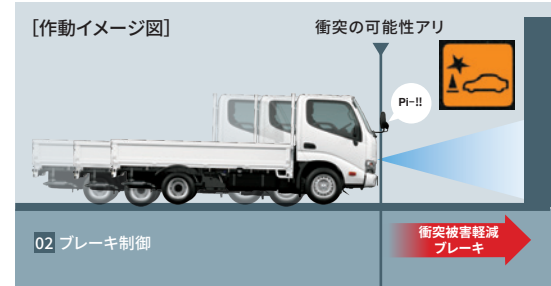 ［作動イメージ図］
衝突の可能性アリ
Pi−!!
02 ブレーキ制御
衝突被害軽減
ブレーキ